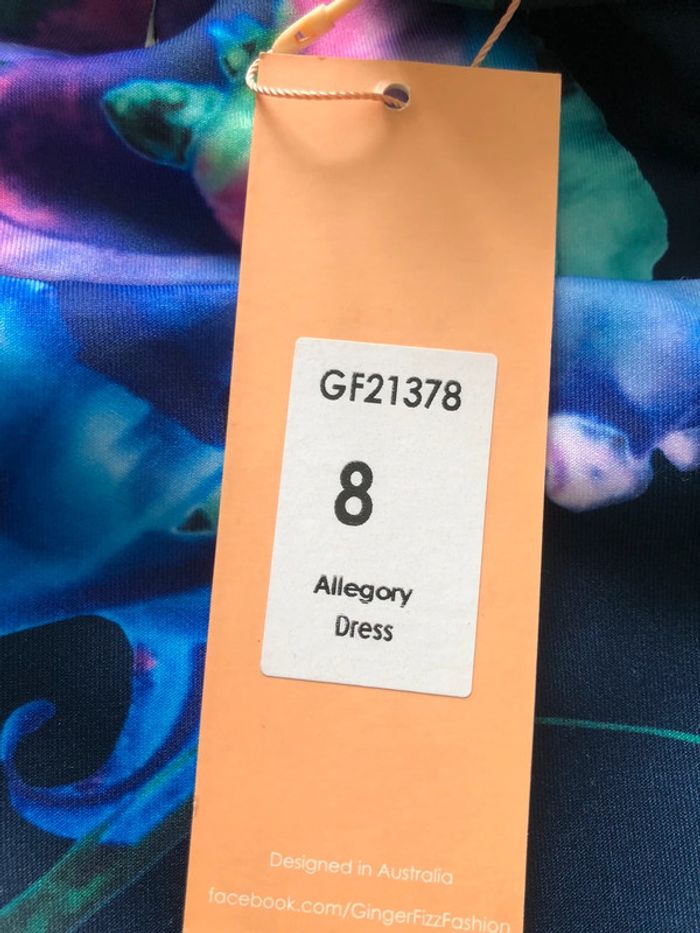 GF21378
8
Allegory
Dress
Designed in Australia
facebook.com/GingerFizzFashion